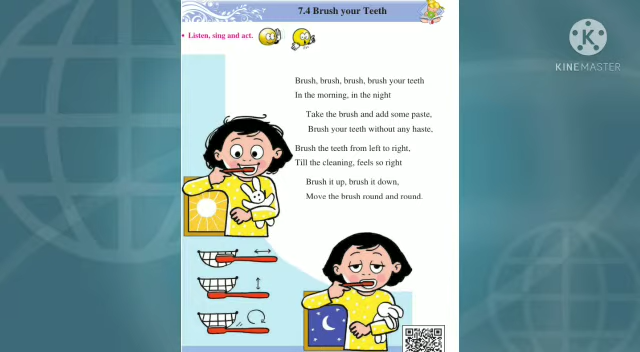 7.4 Brush your Teeth
• Listen, sing and act.
KINEMASTER
Brush, brush, brush, brush your teeth
In the morning, in the night
Take the brush and add some paste,
Brush your teeth without any haste,
Brush the teeth from left to right,
Till the cleaning, feels so right
Brush it up, brush it down,
Move the brush round and round.